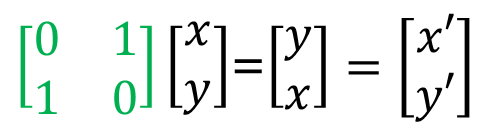 [0 1
1 0] [x
y] = [y
x] = [x′
y′]